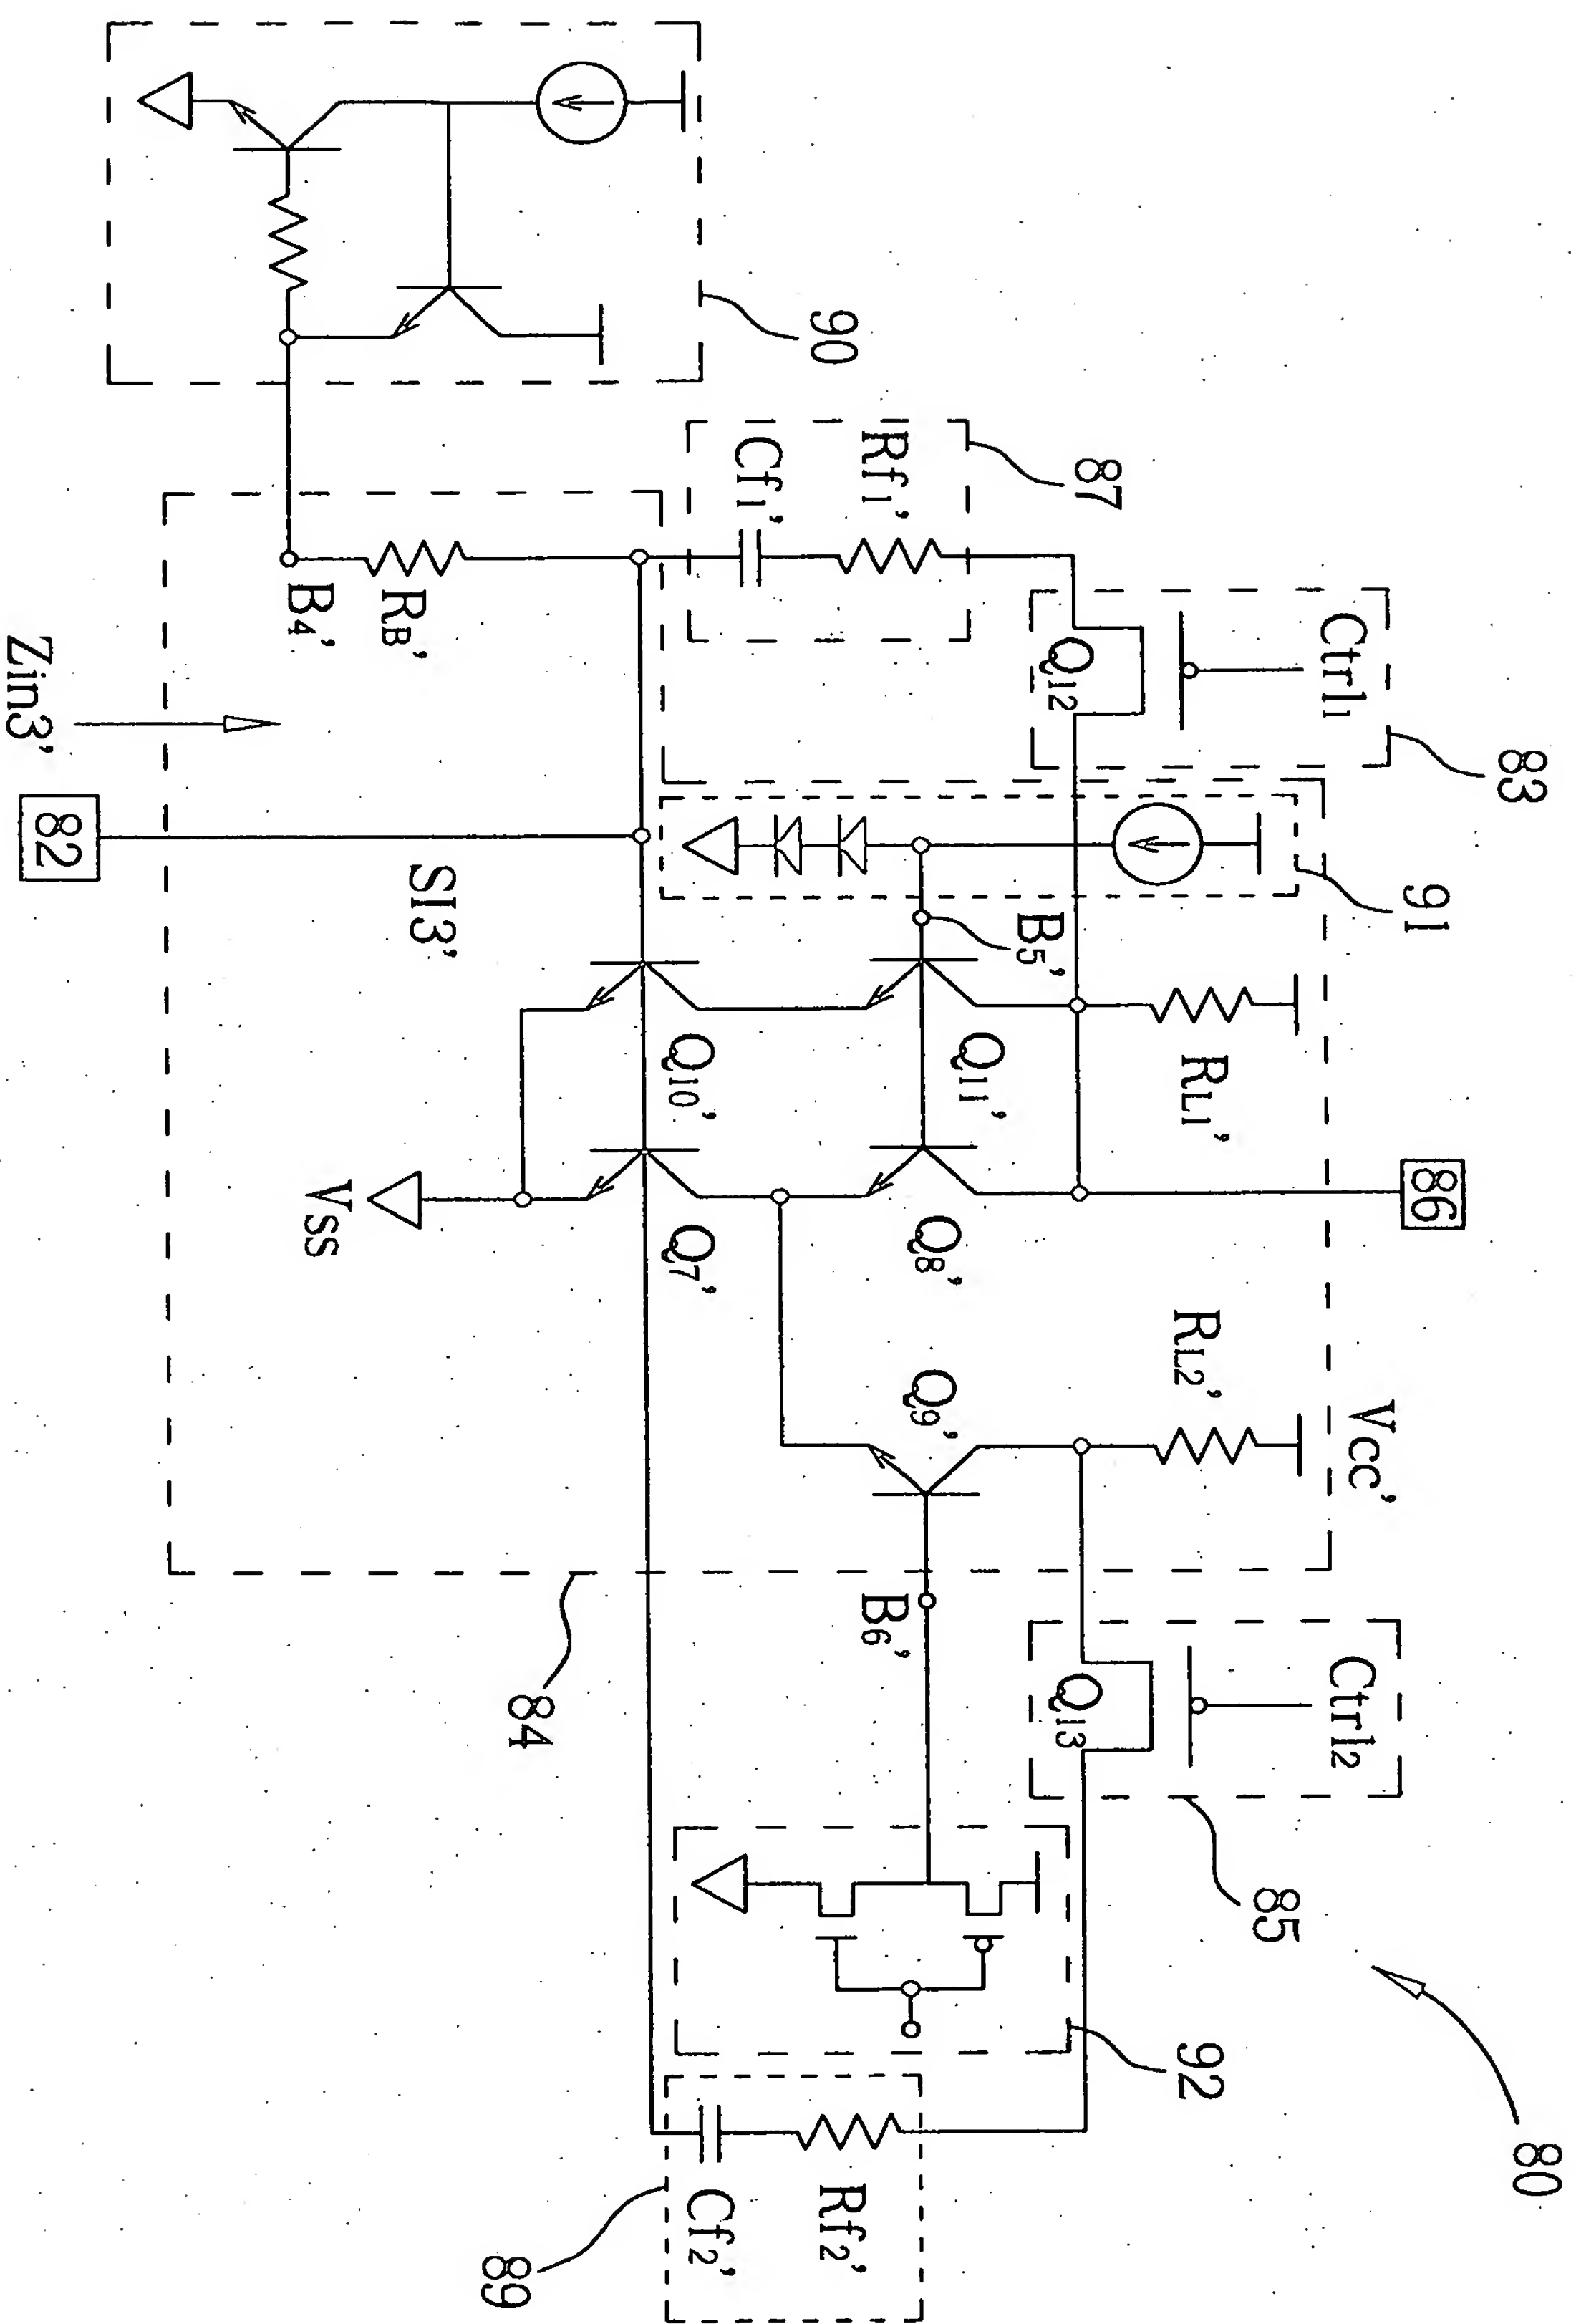 80
Ctrl₁
83
Ctrl₂
85
87
Rf₁'
Cf₁'
Q₁₂
Q₁₃
90
91
86
Vcc'
RL1'
RL2'
B₅'
Q₁₁'
Q₈'
Q₉'
B₆'
92
Rf₂'
Cf₂'
89
Q₁₀'
Q₇'
RB'
B₄'
SI3'
VSS
84
Zin3'
82